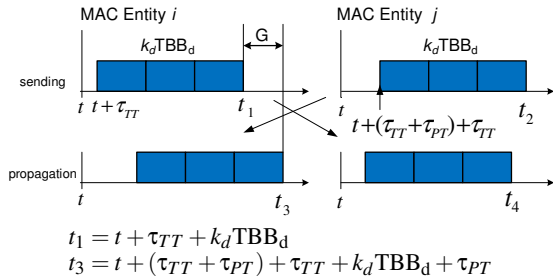 MAC Entity i MAC Entity j
k_dTBB_d G k_dTBB_d
sending
t t+τ_TT t_1 t t+(τ_TT+τ_PT)+τ_TT t_2
propagation
t t_3 t t_4
t_1 = t + τ_TT + k_dTBB_d
t_3 = t + (τ_TT + τ_PT) + τ_TT + k_dTBB_d + τ_PT